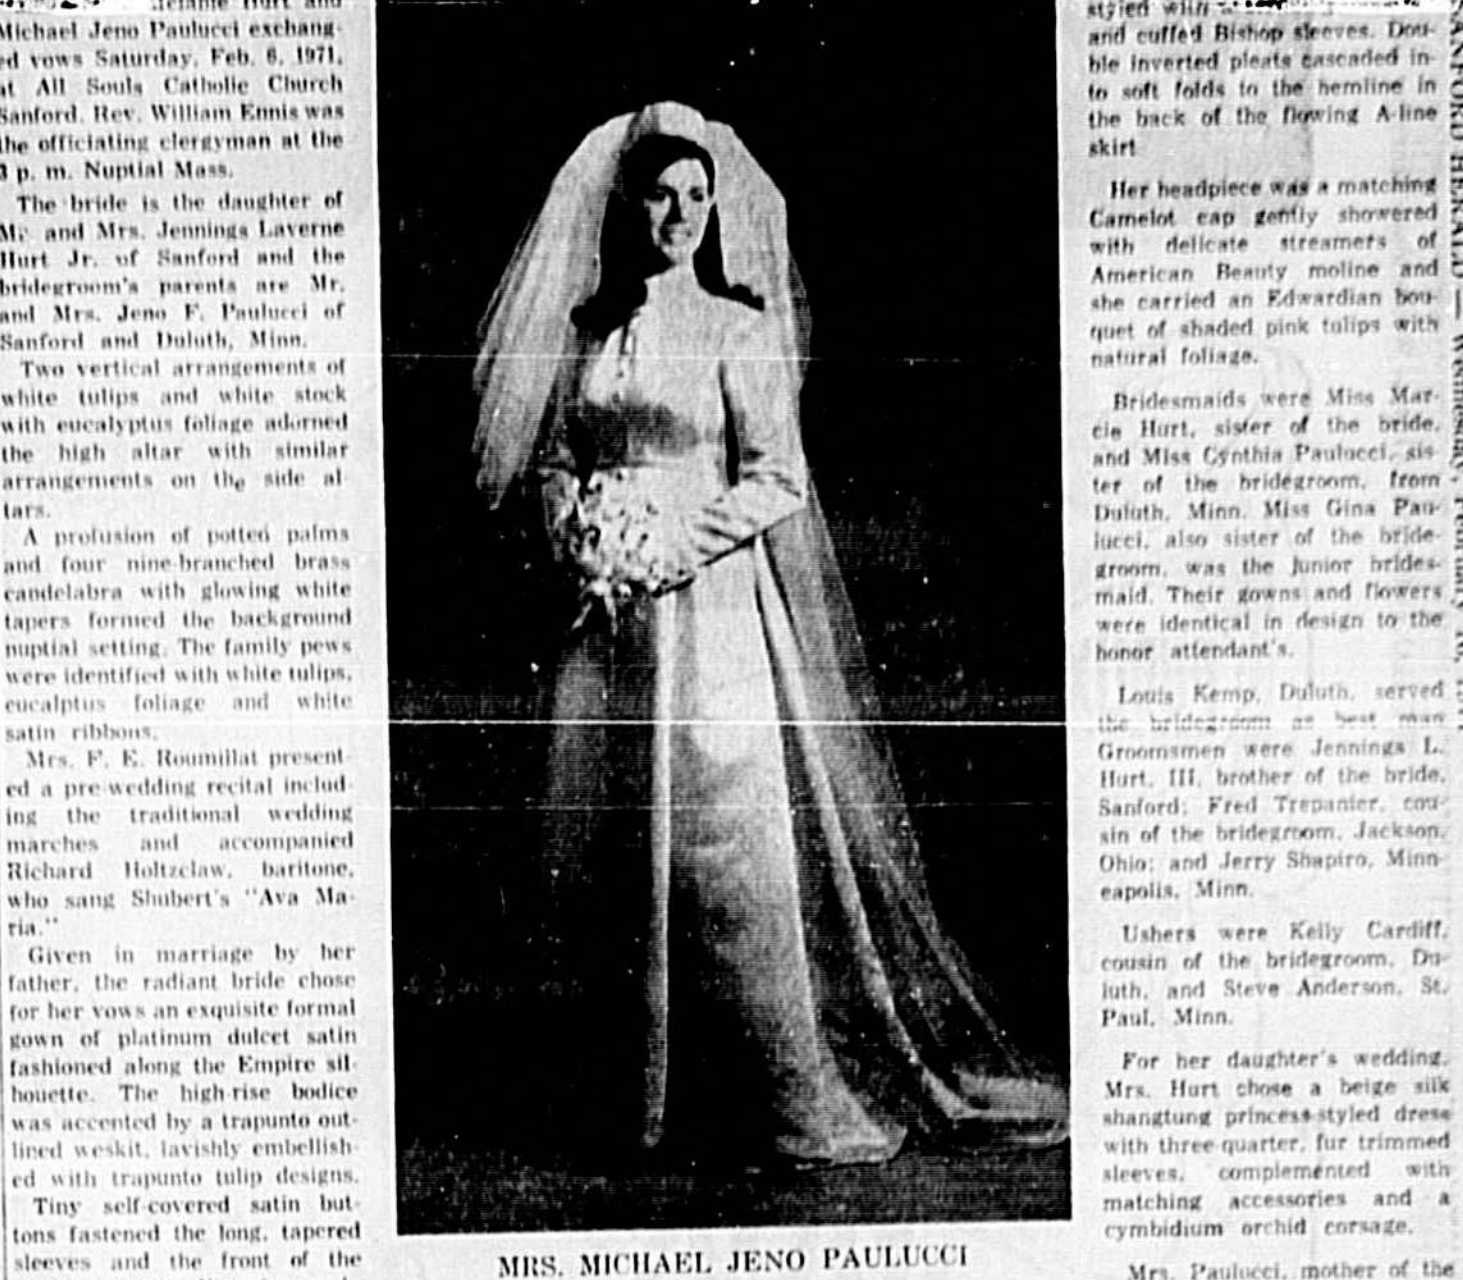 Hurt and
Michael Jeno Paulucci exchang-
ed vows Saturday, Feb. 6, 1971,
at All Souls Catholic Church
Sanford. Rev. William Ennis was
the officiating clergyman at the
3 p. m. Nuptial Mass.
The bride is the daughter of
Mr. and Mrs. Jennings Laverne
Hurt Jr. of Sanford and the
bridegroom's parents are Mr.
and Mrs. Jeno F. Paulucci of
Sanford and Duluth, Minn.
Two vertical arrangements of
white tulips and white stock
with eucalyptus foliage adorned
the high altar with similar
arrangements on the side al-
tars.
A profusion of potted palms
and four nine-branched brass
candelabra with glowing white
tapers formed the background
nuptial setting. The family pews
were identified with white tulips,
eucalptus foliage and white
satin ribbons.
Mrs. F. E. Roumillat present-
ed a pre-wedding recital includ-
ing the traditional wedding
marches and accompanied
Richard Holtzclaw, baritone,
who sang Shubert's "Ava Ma-
ria."
Given in marriage by her
father, the radiant bride chose
for her vows an exquisite formal
gown of platinum dulcet satin
fashioned along the Empire sil-
houette. The high-rise bodice
was accented by a trapunto out-
lined weskit, lavishly embellish-
ed with trapunto tulip designs.
Tiny self-covered satin but-
tons fastened the long, tapered
sleeves and the front of the
MRS. MICHAEL JENO PAULUCCI
styled with
and cuffed Bishop sleeves. Dou-
ble inverted pleats cascaded in-
to soft folds to the hemline in
the back of the flowing A-line
skirt
Her headpiece was a matching
Camelot cap gently showered
with delicate streamers of
American Beauty moline and
she carried an Edwardian bou-
quet of shaded pink tulips with
natural foliage.
Bridesmaids were Miss Mar-
cie Hurt, sister of the bride,
and Miss Cynthia Paulucci, sis-
ter of the bridegroom, from
Duluth, Minn. Miss Gina Pau-
lucci, also sister of the bride-
groom, was the junior brides-
maid. Their gowns and flowers
were identical in design to the
honor attendant's.
Louis Kemp, Duluth, served
the bridegroom as best man
Groomsmen were Jennings L.
Hurt, III, brother of the bride,
Sanford; Fred Trepanier, cou-
sin of the bridegroom, Jackson,
Ohio; and Jerry Shapiro, Minn-
eapolis, Minn.
Ushers were Kelly Cardiff,
cousin of the bridegroom, Du-
luth, and Steve Anderson, St.
Paul, Minn.
For her daughter's wedding,
Mrs. Hurt chose a beige silk
shangtung princess-styled dress
with three-quarter, fur trimmed
sleeves, complemented with
matching accessories and a
cymbidium orchid corsage.
Mrs. Paulucci, mother of the